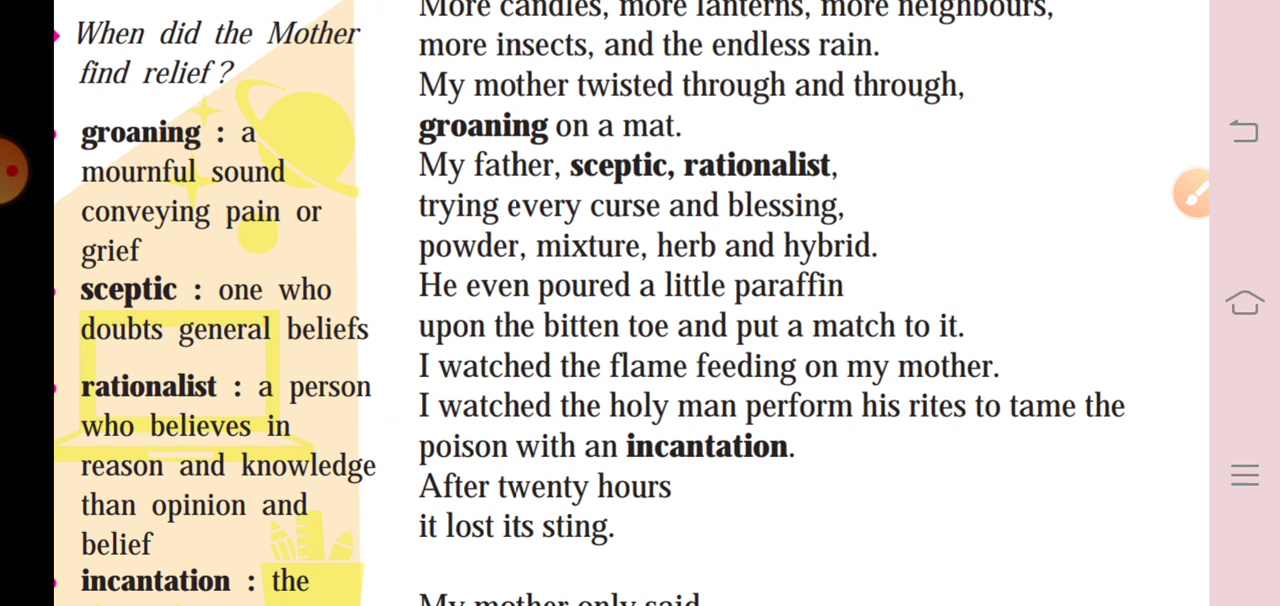 When did the Mother
find relief?
groaning : a
mournful sound
conveying pain or
grief
sceptic : one who
doubts general beliefs
rationalist : a person
who believes in
reason and knowledge
than opinion and
belief
incantation : the
More candles, more lanterns, more neighbours,
more insects, and the endless rain.
My mother twisted through and through,
groaning on a mat.
My father, sceptic, rationalist,
trying every curse and blessing,
powder, mixture, herb and hybrid.
He even poured a little paraffin
upon the bitten toe and put a match to it.
I watched the flame feeding on my mother.
I watched the holy man perform his rites to tame the
poison with an incantation.
After twenty hours
it lost its sting.
My mother only said